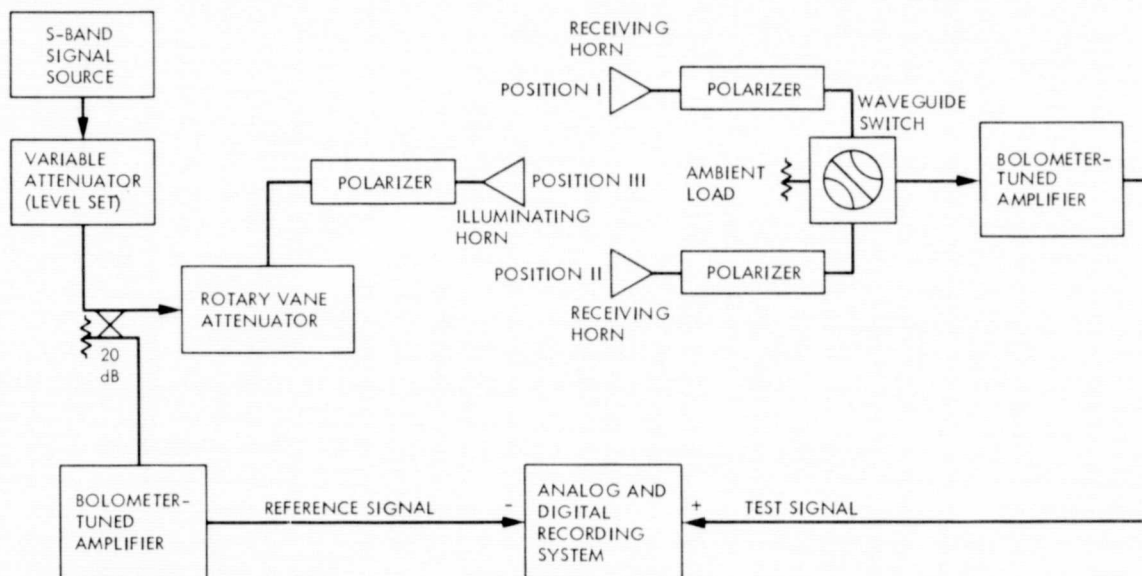 S-BAND
SIGNAL
SOURCE
VARIABLE
ATTENUATOR
(LEVEL SET)
20
dB
ROTARY VANE
ATTENUATOR
POLARIZER
POSITION III
ILLUMINATING
HORN
RECEIVING
HORN
POSITION I
POLARIZER
WAVEGUIDE
SWITCH
AMBIENT
LOAD
BOLOMETER-
TUNED
AMPLIFIER
POSITION II
POLARIZER
RECEIVING
HORN
BOLOMETER-
TUNED
AMPLIFIER
REFERENCE SIGNAL
-
ANALOG AND
DIGITAL
RECORDING
SYSTEM
+
TEST SIGNAL